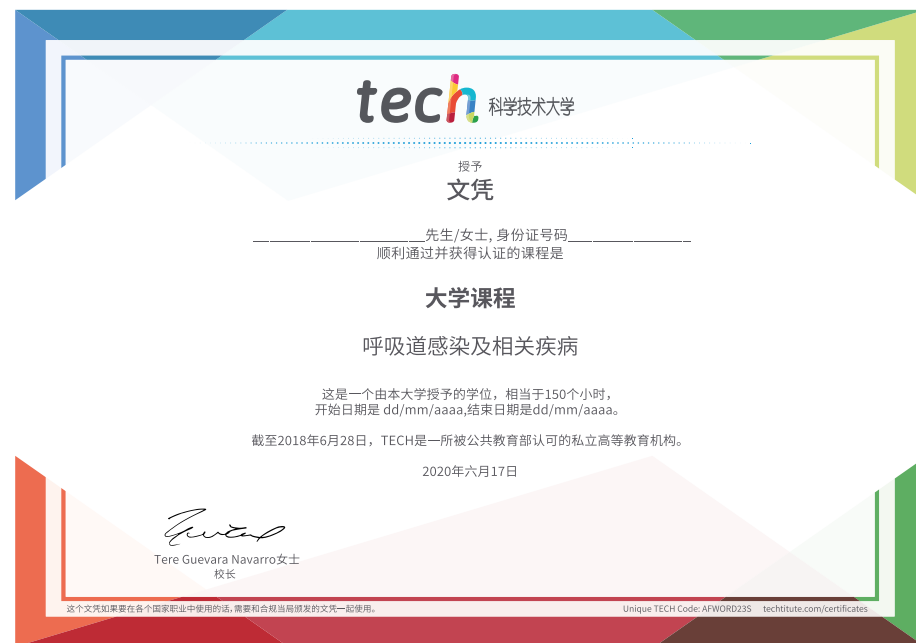 tech 科学技术大学
授予
文凭
______________________先生/女士, 身份证号码________________
顺利通过并获得认证的课程是
大学课程
呼吸道感染及相关疾病
这是一个由本大学授予的学位，相当于150个小时，
开始日期是 dd/mm/aaaa,结束日期是dd/mm/aaaa。
截至2018年6月28日，TECH是一所被公共教育部认可的私立高等教育机构。
2020年六月17日
Tere Guevara Navarro女士
校长
这个文凭如果要在各个国家职业中使用的话,需要和合规当局颁发的文凭一起使用。
Unique TECH Code: AFWORD23S techtitute.com/certificates